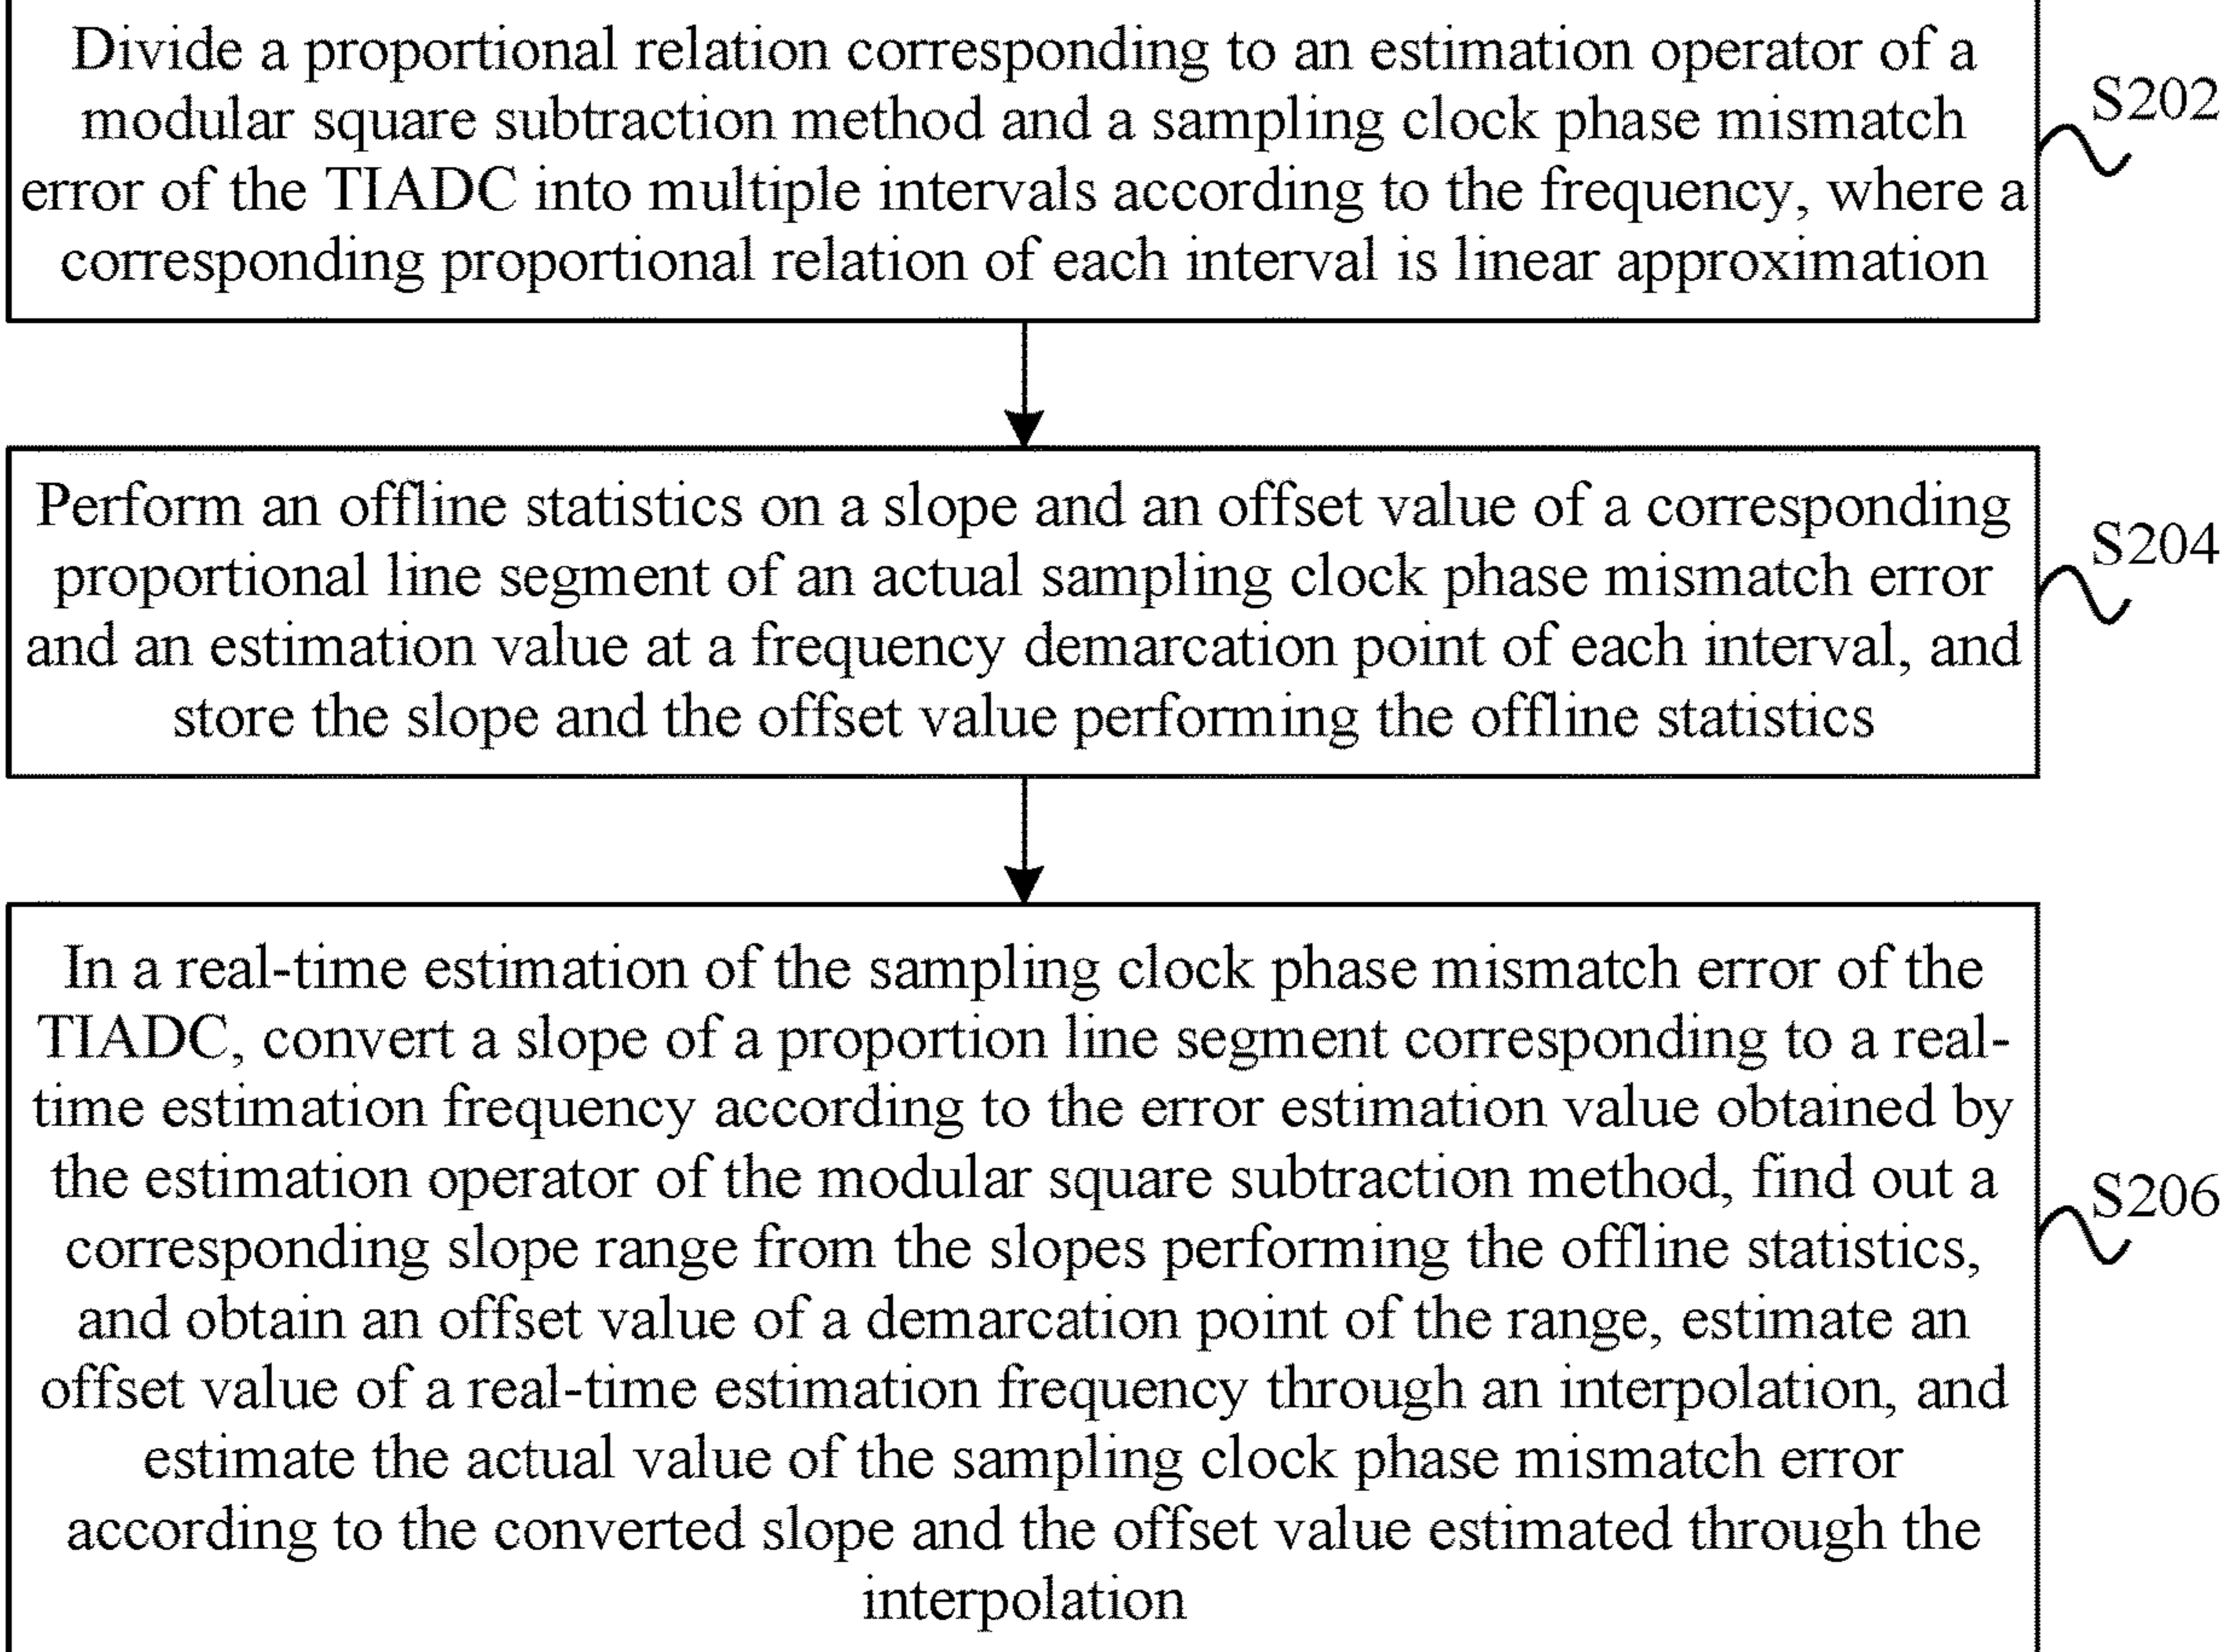 Divide a proportional relation corresponding to an estimation operator of a
modular square subtraction method and a sampling clock phase mismatch
error of the TIADC into multiple intervals according to the frequency, where a
corresponding proportional relation of each interval is linear approximation
S202
Perform an offline statistics on a slope and an offset value of a corresponding
proportional line segment of an actual sampling clock phase mismatch error
and an estimation value at a frequency demarcation point of each interval, and
store the slope and the offset value performing the offline statistics
S204
In a real-time estimation of the sampling clock phase mismatch error of the
TIADC, convert a slope of a proportion line segment corresponding to a real-
time estimation frequency according to the error estimation value obtained by
the estimation operator of the modular square subtraction method, find out a
corresponding slope range from the slopes performing the offline statistics,
and obtain an offset value of a demarcation point of the range, estimate an
offset value of a real-time estimation frequency through an interpolation, and
estimate the actual value of the sampling clock phase mismatch error
according to the converted slope and the offset value estimated through the
interpolation
S206